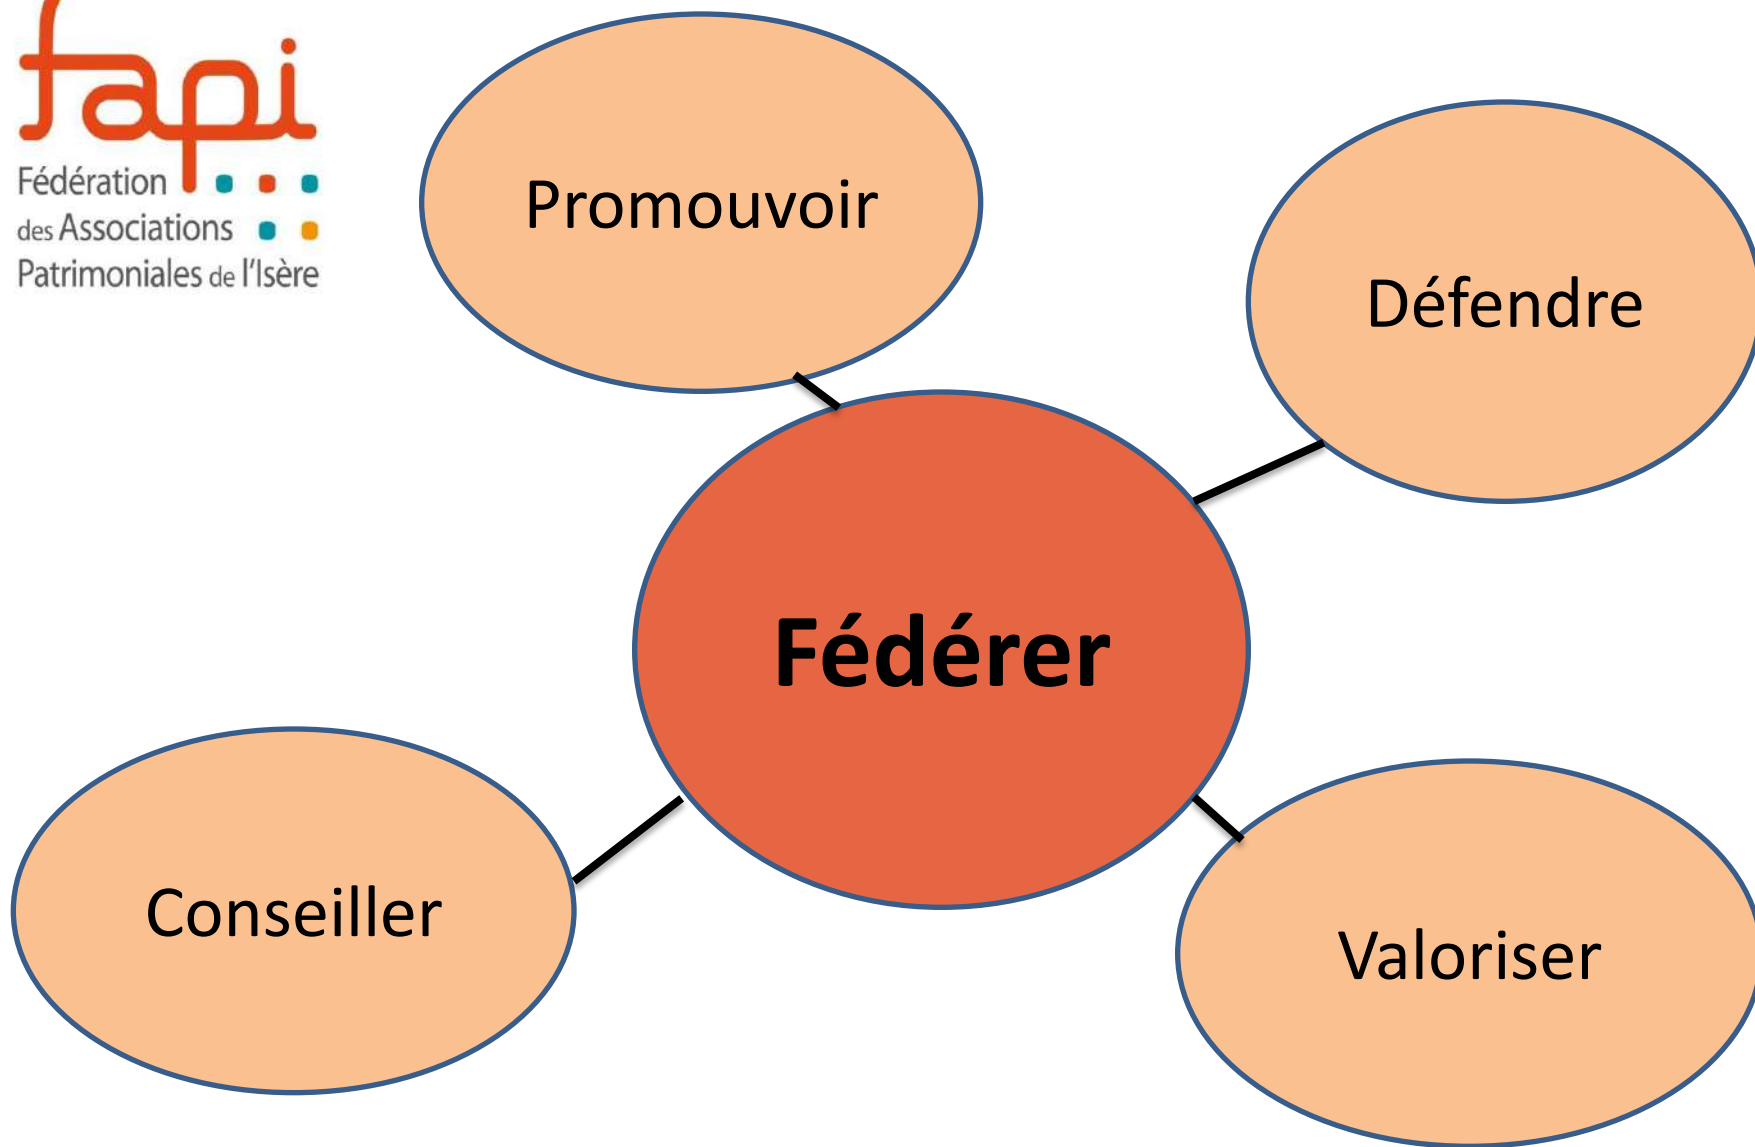 fapi
Fédération
des Associations
Patrimoniales de l'Isère
Promouvoir
Défendre
Fédérer
Conseiller
Valoriser